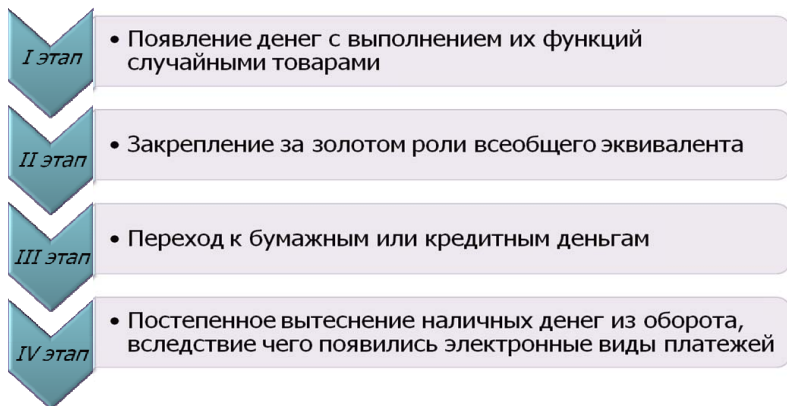 I этап
• Появление денег с выполнением их функций
случайными товарами
II этап
• Закрепление за золотом роли всеобщего эквивалента
III этап
• Переход к бумажным или кредитным деньгам
IV этап
• Постепенное вытеснение наличных денег из оборота,
вследствие чего появились электронные виды платежей